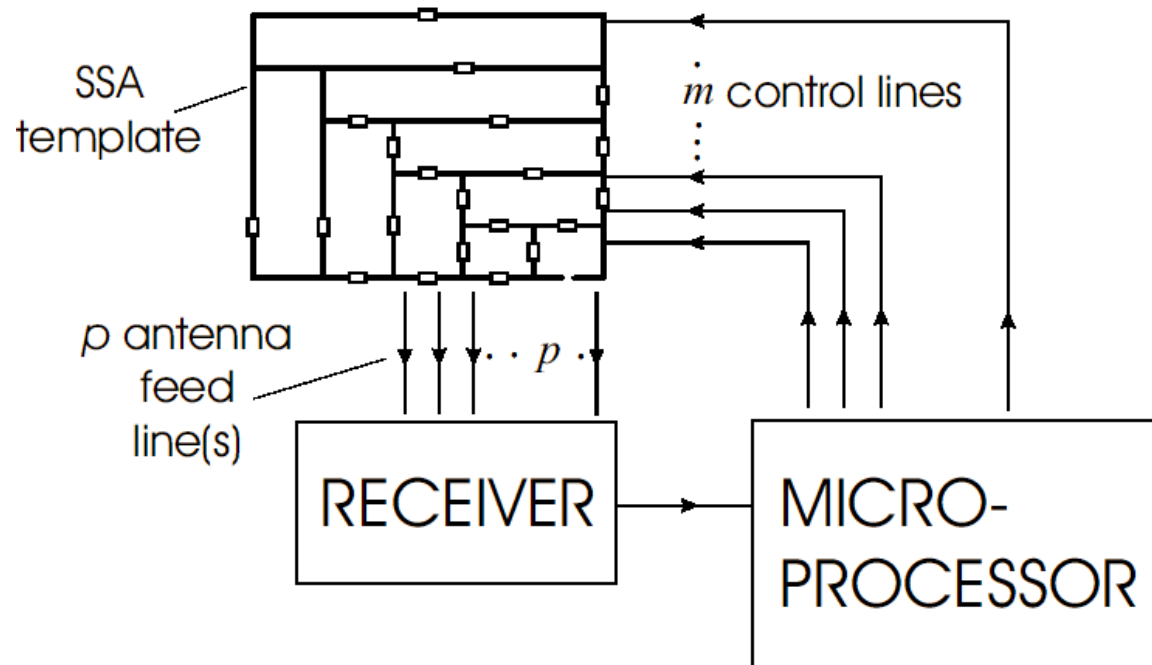 SSA
template
.
m control lines
⋮
p antenna
feed
line(s)
. . p .
RECEIVER
MICRO-
PROCESSOR